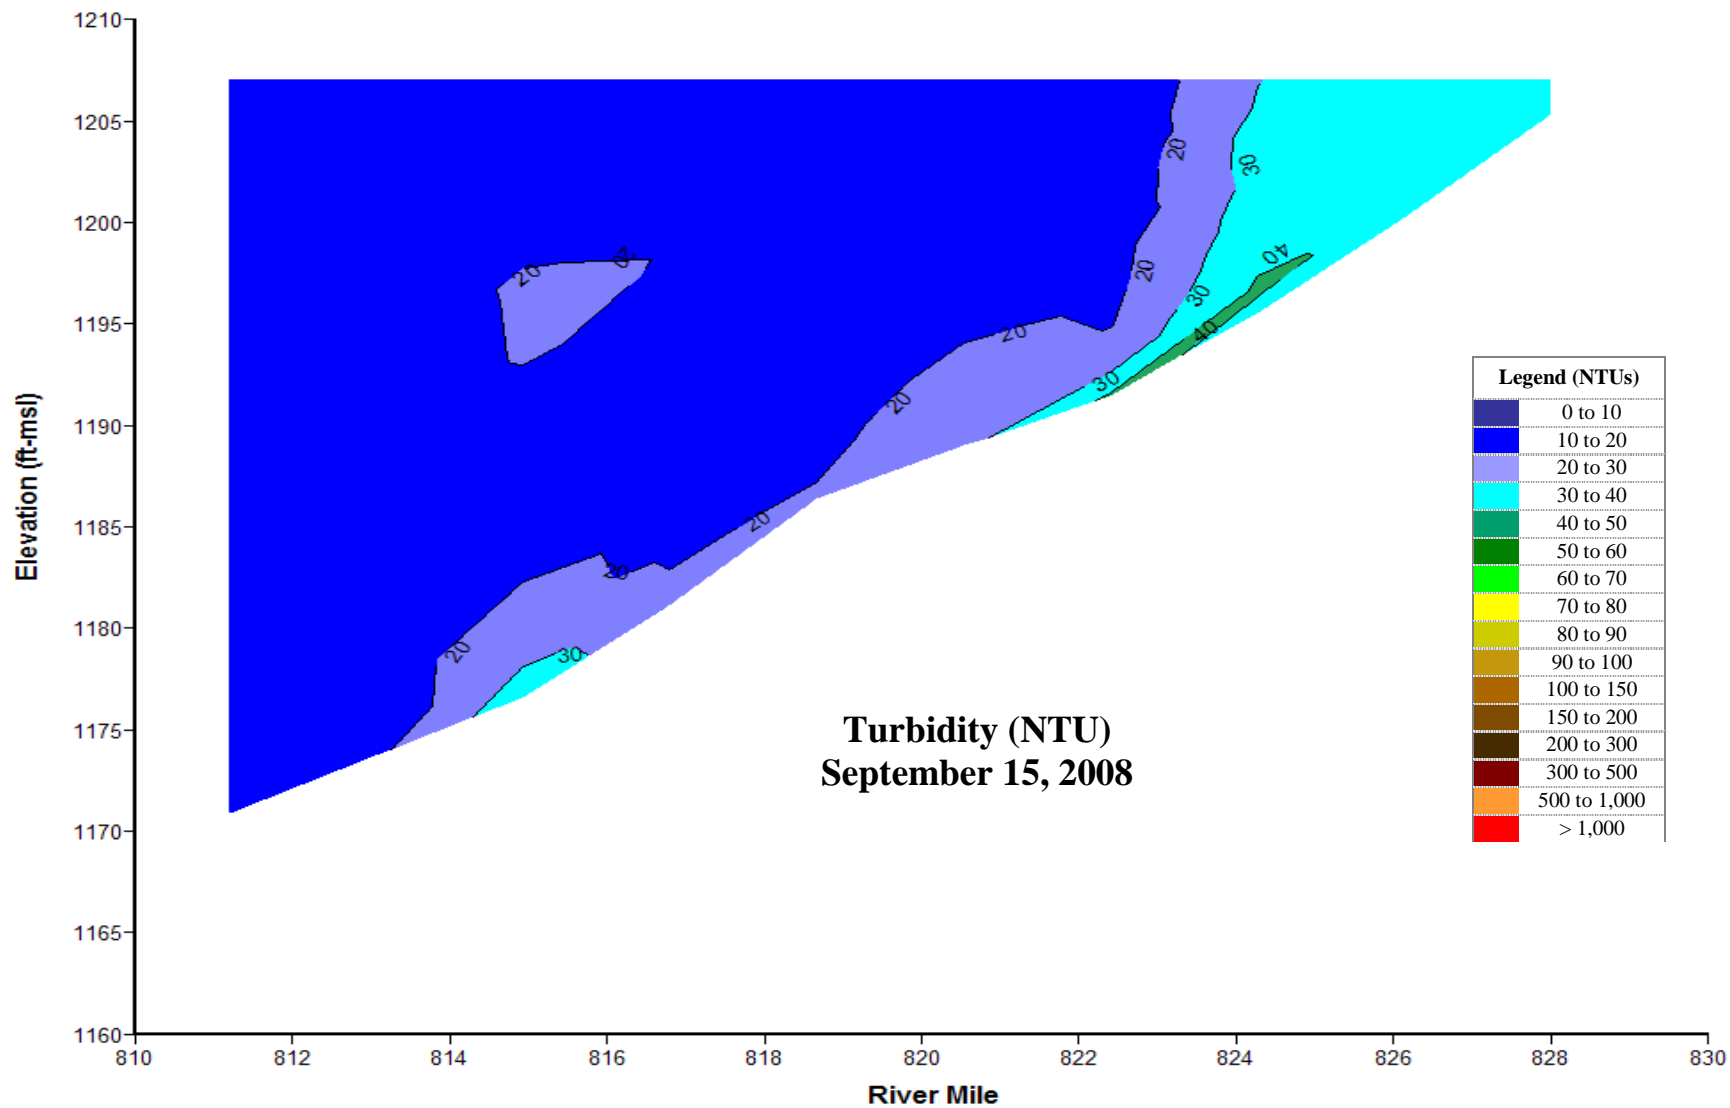 1210
1205
1200
1195
1190
1185
1180
1175
1170
1165
1160
Elevation (ft-msl)
810 812 814 816 818 820 822 824 826 828 830
River Mile
20
30
20
30
20
20
40
20
30
20
40
30
20
20
20
20
30
Turbidity (NTU)
September 15, 2008
Legend (NTUs)
0 to 10
10 to 20
20 to 30
30 to 40
40 to 50
50 to 60
60 to 70
70 to 80
80 to 90
90 to 100
100 to 150
150 to 200
200 to 300
300 to 500
500 to 1,000
> 1,000